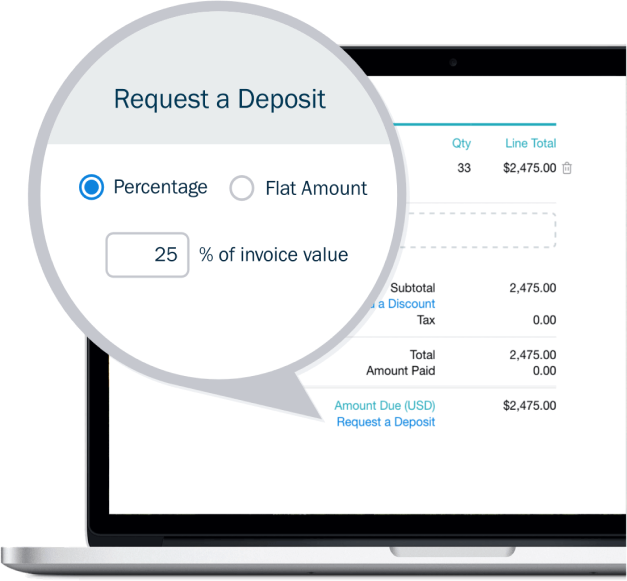 Request a Deposit
Percentage Flat Amount
25 % of invoice value
Qty Line Total
33 $2,475.00
Subtotal 2,475.00
a Discount
Tax 0.00
Total 2,475.00
Amount Paid 0.00
Amount Due (USD) $2,475.00
Request a Deposit